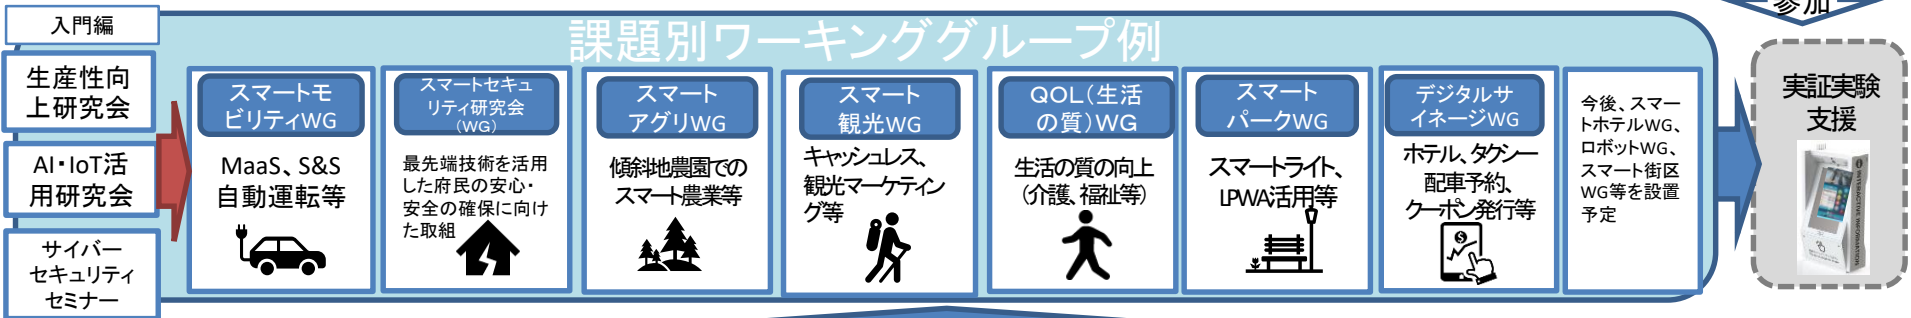 参加
入門編
生産性向
上研究会
AI・IoT活
用研究会
サイバー
セキュリティ
セミナー
課題別ワーキンググループ例
スマートモ
ビリティWG
MaaS、S&S
自動運転等
スマートセキュ
リティ研究会
(WG)
最先端技術を活用
した府民の安心・
安全の確保に向け
た取組
スマート
アグリWG
傾斜地農園での
スマート農業等
スマート
観光WG
キャッシュレス、
観光マーケティン
グ等
QOL(生活
の質)WG
生活の質の向上
(介護、福祉等)
スマート
パークWG
スマートライト、
LPWA活用等
デジタルサ
イネージWG
ホテル、タクシー
配車予約、
クーポン発行等
今後、スマー
トホテルWG、
ロボットWG、
スマート街区
WG等を設置
予定
実証実験
支援
INTERACTIVE INFORMATION